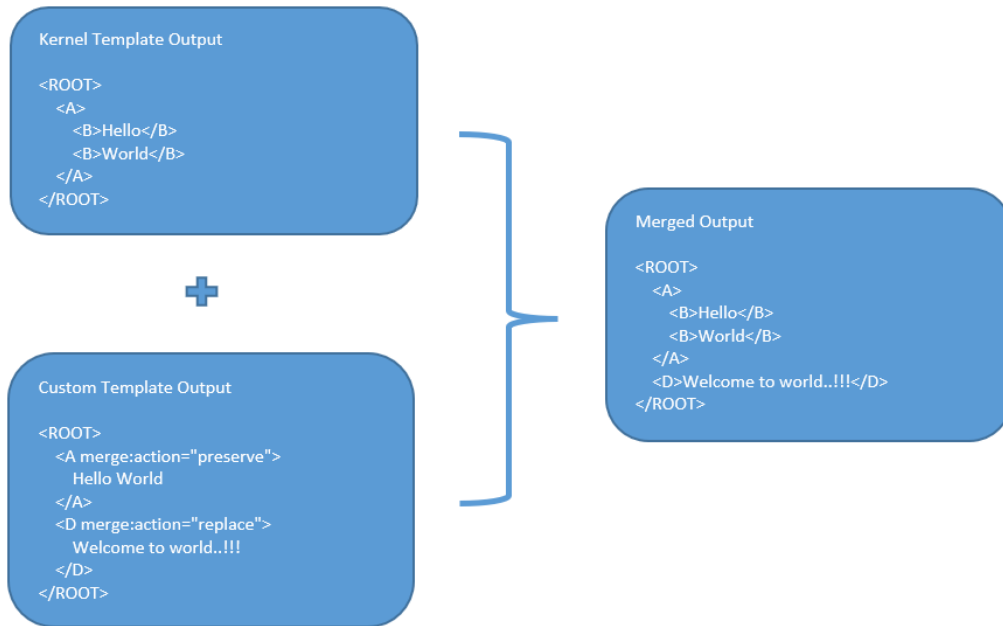 Kernel Template Output
<ROOT>
<A>
<B>Hello</B>
<B>World</B>
</A>
</ROOT>
Custom Template Output
<ROOT>
<A merge:action="preserve">
Hello World
</A>
<D merge:action="replace">
Welcome to world..!!!
</D>
</ROOT>
Merged Output
<ROOT>
<A>
<B>Hello</B>
<B>World</B>
</A>
<D>Welcome to world..!!!</D>
</ROOT>